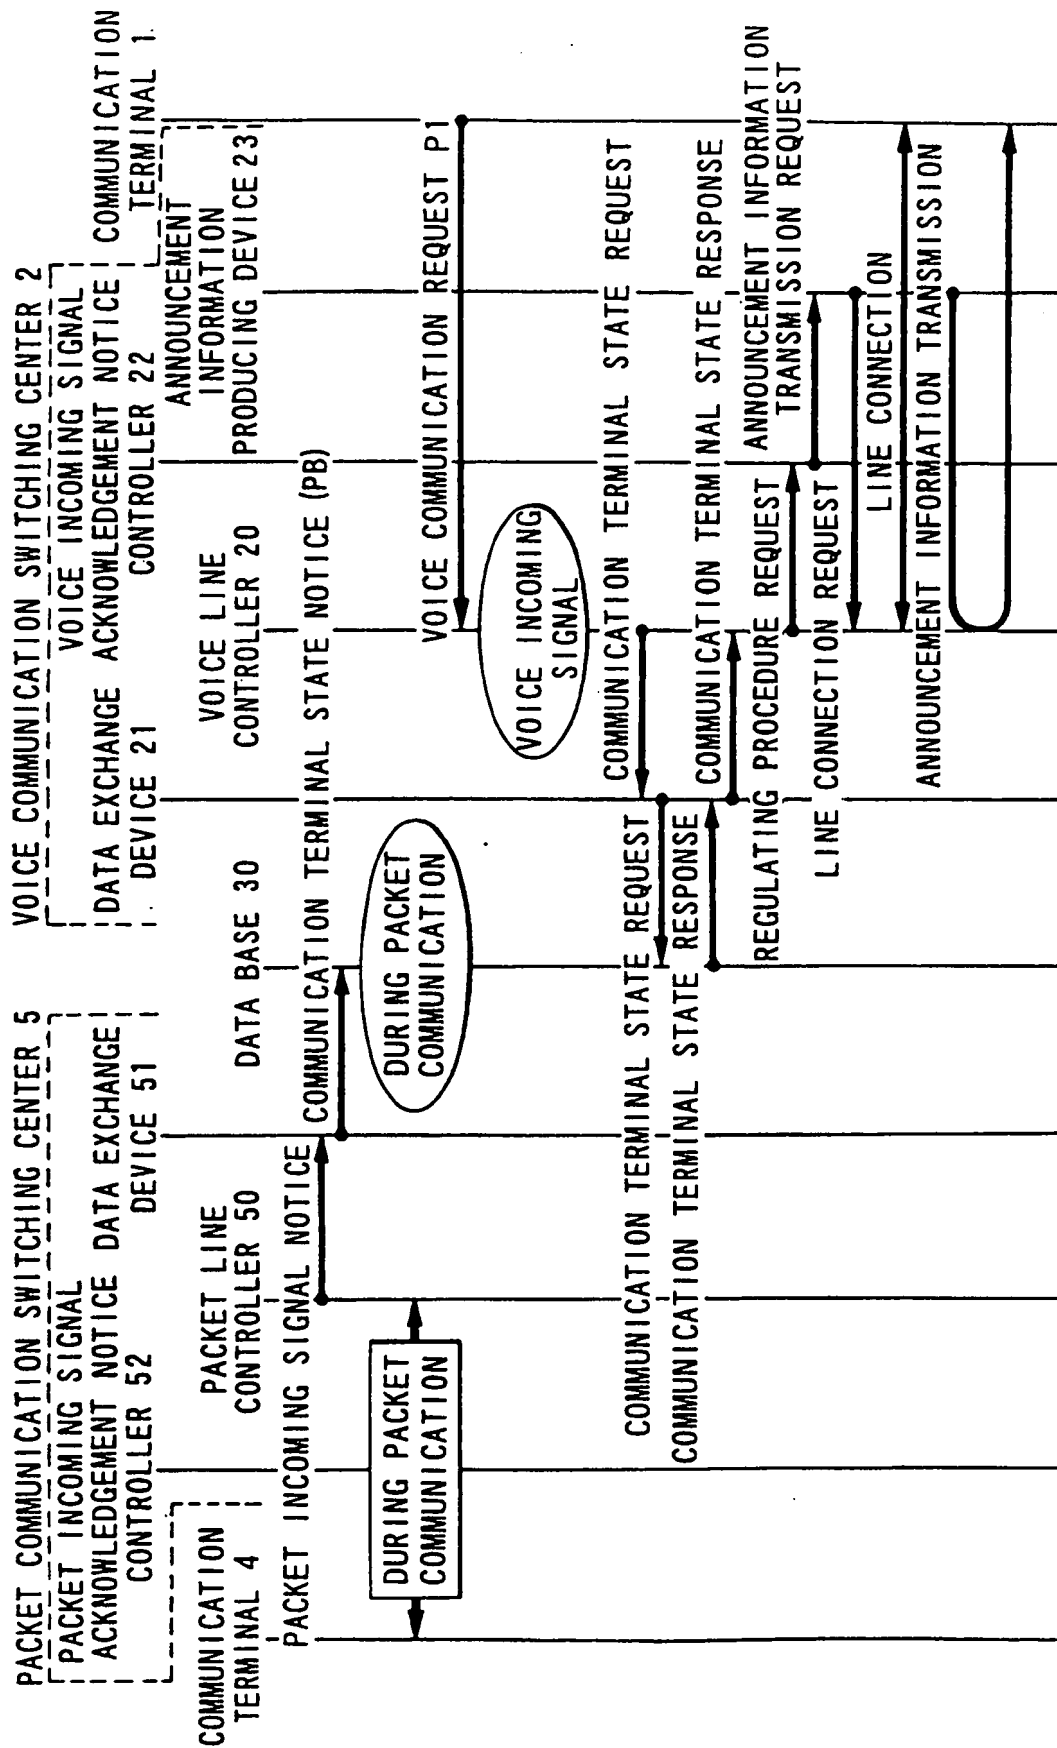 PACKET COMMUNICATION SWITCHING CENTER 5
PACKET INCOMING SIGNAL
ACKNOWLEDGEMENT NOTICE
CONTROLLER 52
DATA EXCHANGE
DEVICE 51
VOICE COMMUNICATION SWITCHING CENTER 2
DATA EXCHANGE
DEVICE 21
VOICE INCOMING SIGNAL
ACKNOWLEDGEMENT NOTICE
CONTROLLER 22
COMMUNICATION
TERMINAL 1
COMMUNICATION
TERMINAL 4
PACKET LINE
CONTROLLER 50
DATA BASE 30
VOICE LINE
CONTROLLER 20
ANNOUNCEMENT
INFORMATION
PRODUCING DEVICE 23
PACKET INCOMING SIGNAL NOTICE
COMMUNICATION TERMINAL STATE NOTICE (PB)
DURING PACKET
COMMUNICATION
DURING PACKET
COMMUNICATION
VOICE COMMUNICATION REQUEST P1
VOICE INCOMING
SIGNAL
COMMUNICATION TERMINAL STATE REQUEST
COMMUNICATION TERMINAL STATE REQUEST
COMMUNICATION TERMINAL STATE RESPONSE
COMMUNICATION TERMINAL STATE RESPONSE
REGULATING PROCEDURE REQUEST
ANNOUNCEMENT INFORMATION
TRANSMISSION REQUEST
LINE CONNECTION REQUEST
LINE CONNECTION
ANNOUNCEMENT INFORMATION TRANSMISSION